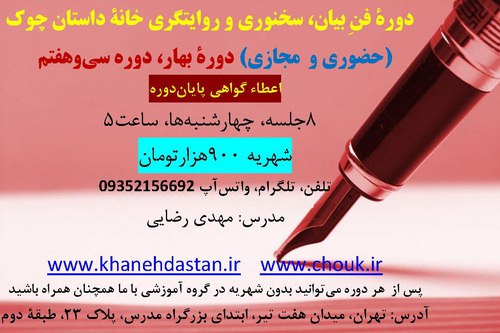 دورهٔ فنِ بیان، سخنوری و روایتگری خانهٔ داستان چوک
(حضوری و مجازی) دورهٔ بهار، دوره سی‌وهفتم
اعطاء گواهی پایان‌دوره
۸جلسه، چهارشنبه‌ها، ساعت۵
شهریه ۹۰۰هزارتومان
تلفن، تلگرام، واتس‌آپ 09352156692
مدرس: مهدی رضایی
www.khanehdastan.ir www.chouk.ir
پس از هر دوره می‌توانید بدون شهریه در گروه آموزشی با ما همچنان همراه باشید
آدرس: تهران، میدان هفت تیر، ابتدای بزرگراه مدرس، پلاک ۲۳، طبقهٔ دوم